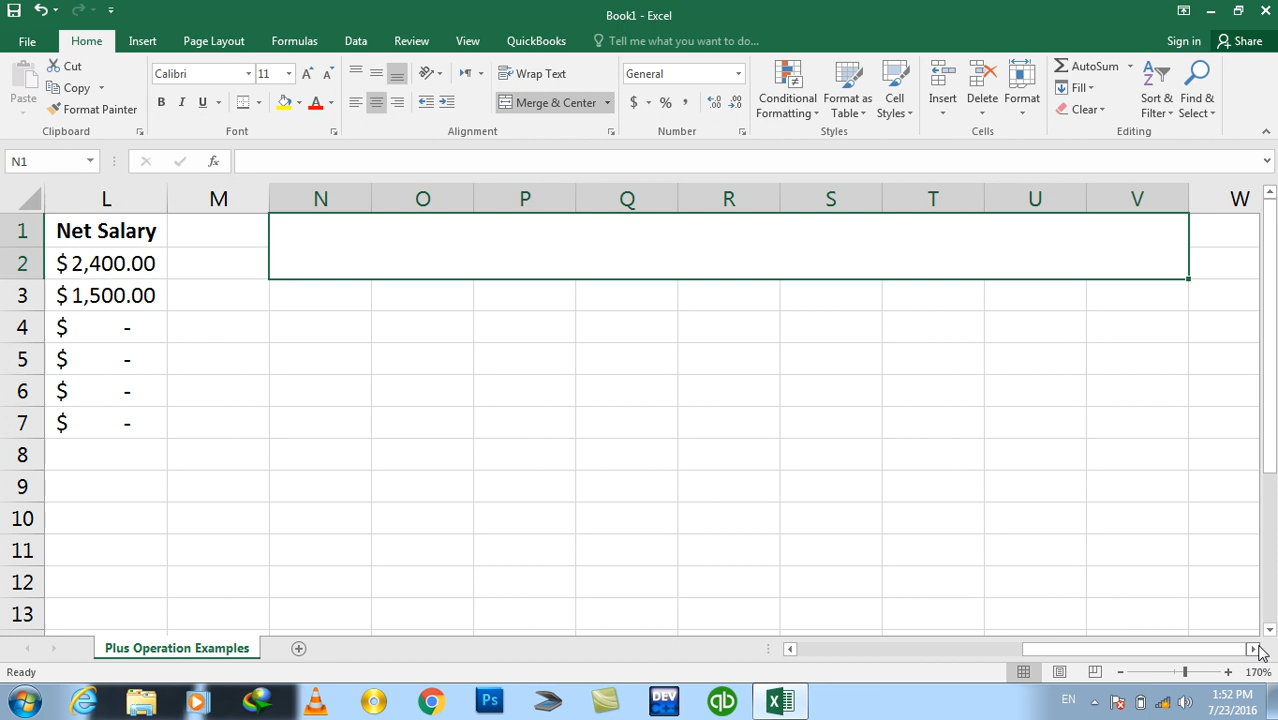 Book1 - Excel
File Home Insert Page Layout Formulas Data Review View QuickBooks Tell me what you want to do... Sign in Share
Paste
Cut
Copy
Format Painter
Clipboard
Calibri 11
B I U
Font
Wrap Text
Merge & Center
Alignment
General
$ % ,
Number
Conditional Formatting
Format as Table
Cell Styles
Styles
Insert
Delete
Format
Cells
AutoSum
Fill
Clear
Sort & Filter
Find & Select
Editing
N1 fx
L M N O P Q R S T U V W
1 Net Salary
2 $ 2,400.00
3 $ 1,500.00
4 $ -
5 $ -
6 $ -
7 $ -
8
9
10
11
12
13
Plus Operation Examples
Ready 170%
Ps DEV C++ qb EN 1:52 PM
7/23/2016